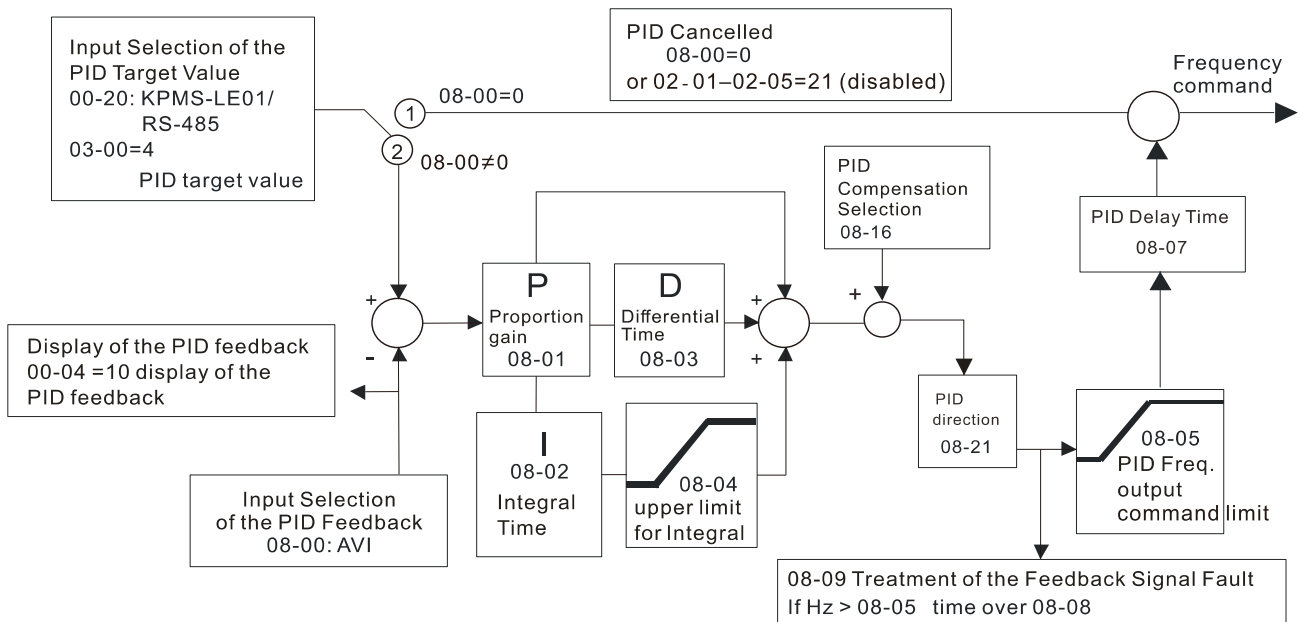 Input Selection of the
PID Target Value
00-20: KPMS-LE01/
RS-485
03-00=4
PID target value
1
08-00=0
2
08-00≠0
PID Cancelled
08-00=0
or 02-01–02-05=21 (disabled)
Frequency
command
PID
Compensation
Selection
08-16
PID Delay Time
08-07
+
-
P
Proportion
gain
08-01
D
Differential
Time
08-03
+
+
+
Display of the PID feedback
00-04 =10 display of the
PID feedback
I
08-02
Integral
Time
08-04
upper limit
for Integral
PID
direction
08-21
08-05
PID Freq.
output
command limit
Input Selection
of the PID Feedback
08-00: AVI
08-09 Treatment of the Feedback Signal Fault
If Hz > 08-05 time over 08-08